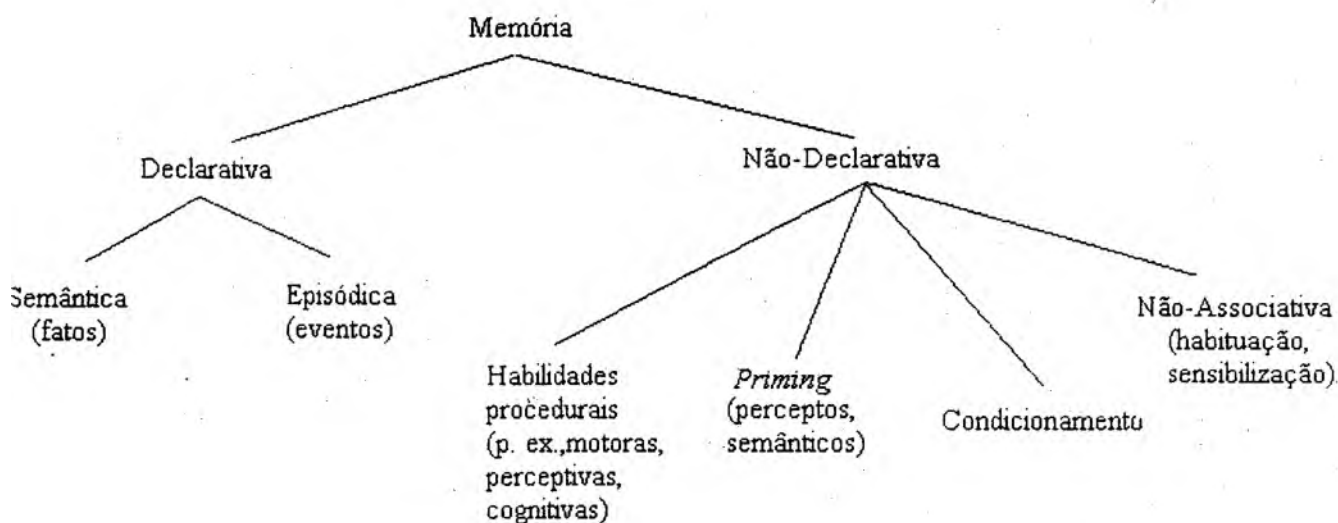 Memória
Declarativa
Não-Declarativa
Semântica
(fatos)
Episódica
(eventos)
Habilidades
procedurais
(p. ex.,motoras,
perceptivas,
cognitivas)
Priming
(perceptos,
semânticos)
Condicionamento
Não-Associativa
(habituação,
sensibilização).